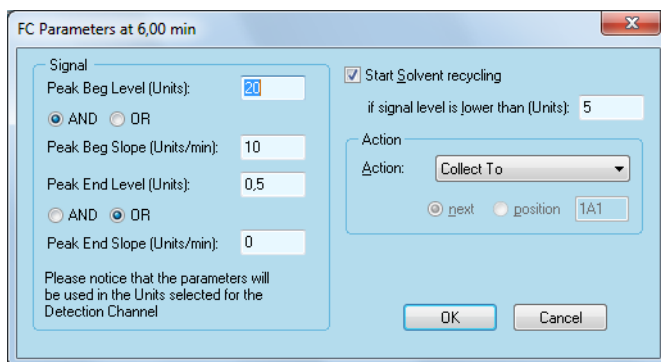 FC Parameters at 6,00 min
Signal
Peak Beg Level (Units): 20
AND OR
Peak Beg Slope (Units/min): 10
Peak End Level (Units): 0,5
AND OR
Peak End Slope (Units/min): 0
Please notice that the parameters will
be used in the Units selected for the
Detection Channel
Start Solvent recycling
if signal level is lower than (Units): 5
Action
Action: Collect To
next position 1A1
OK Cancel